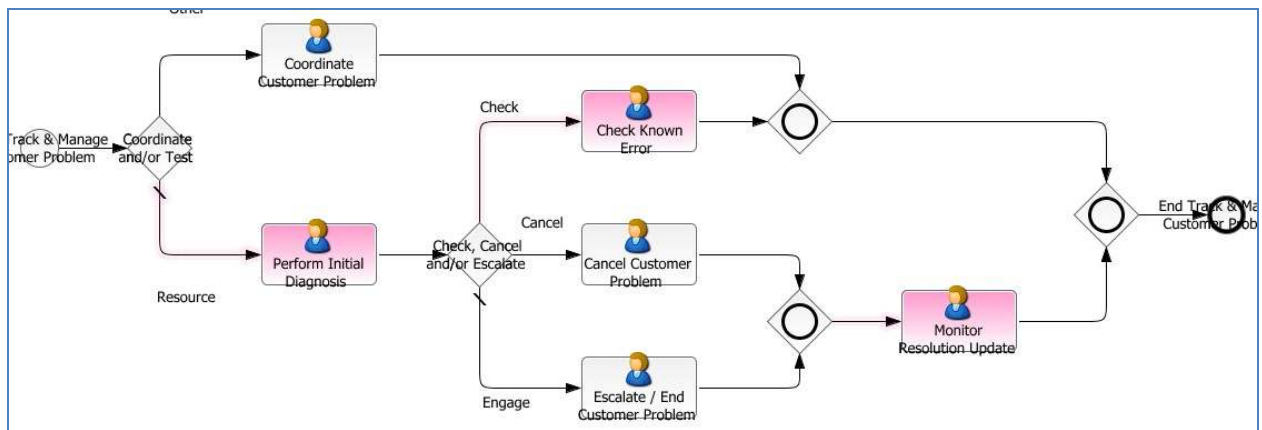 Other
Coordinate
Customer Problem
Check
Check Known
Error
Track & Manage
omer Problem
Coordinate
and/or Test
End Track & Ma
Customer Prob
Cancel
Check, Cancel
and/or Escalate
Cancel Customer
Problem
Perform Initial
Diagnosis
Resource
Monitor
Resolution Update
Engage
Escalate / End
Customer Problem